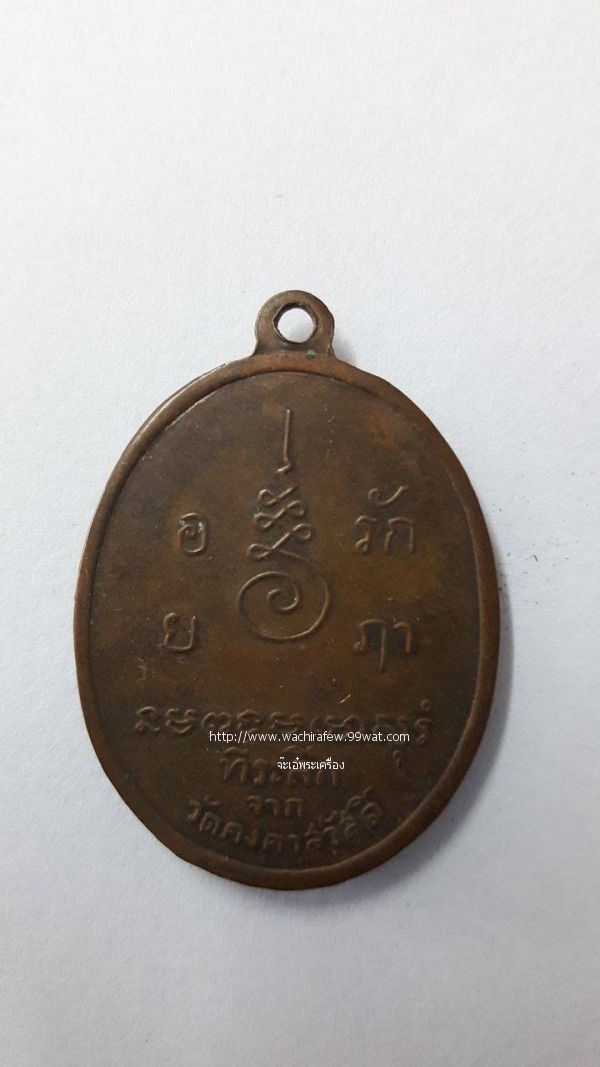 อ รัก
ย ภา
http://www.wachirafew.99wat.com
จ๊ะเอ๋พระเครื่อง
ที่ระลึก
จาก
วัดคงคาสวัสดิ์